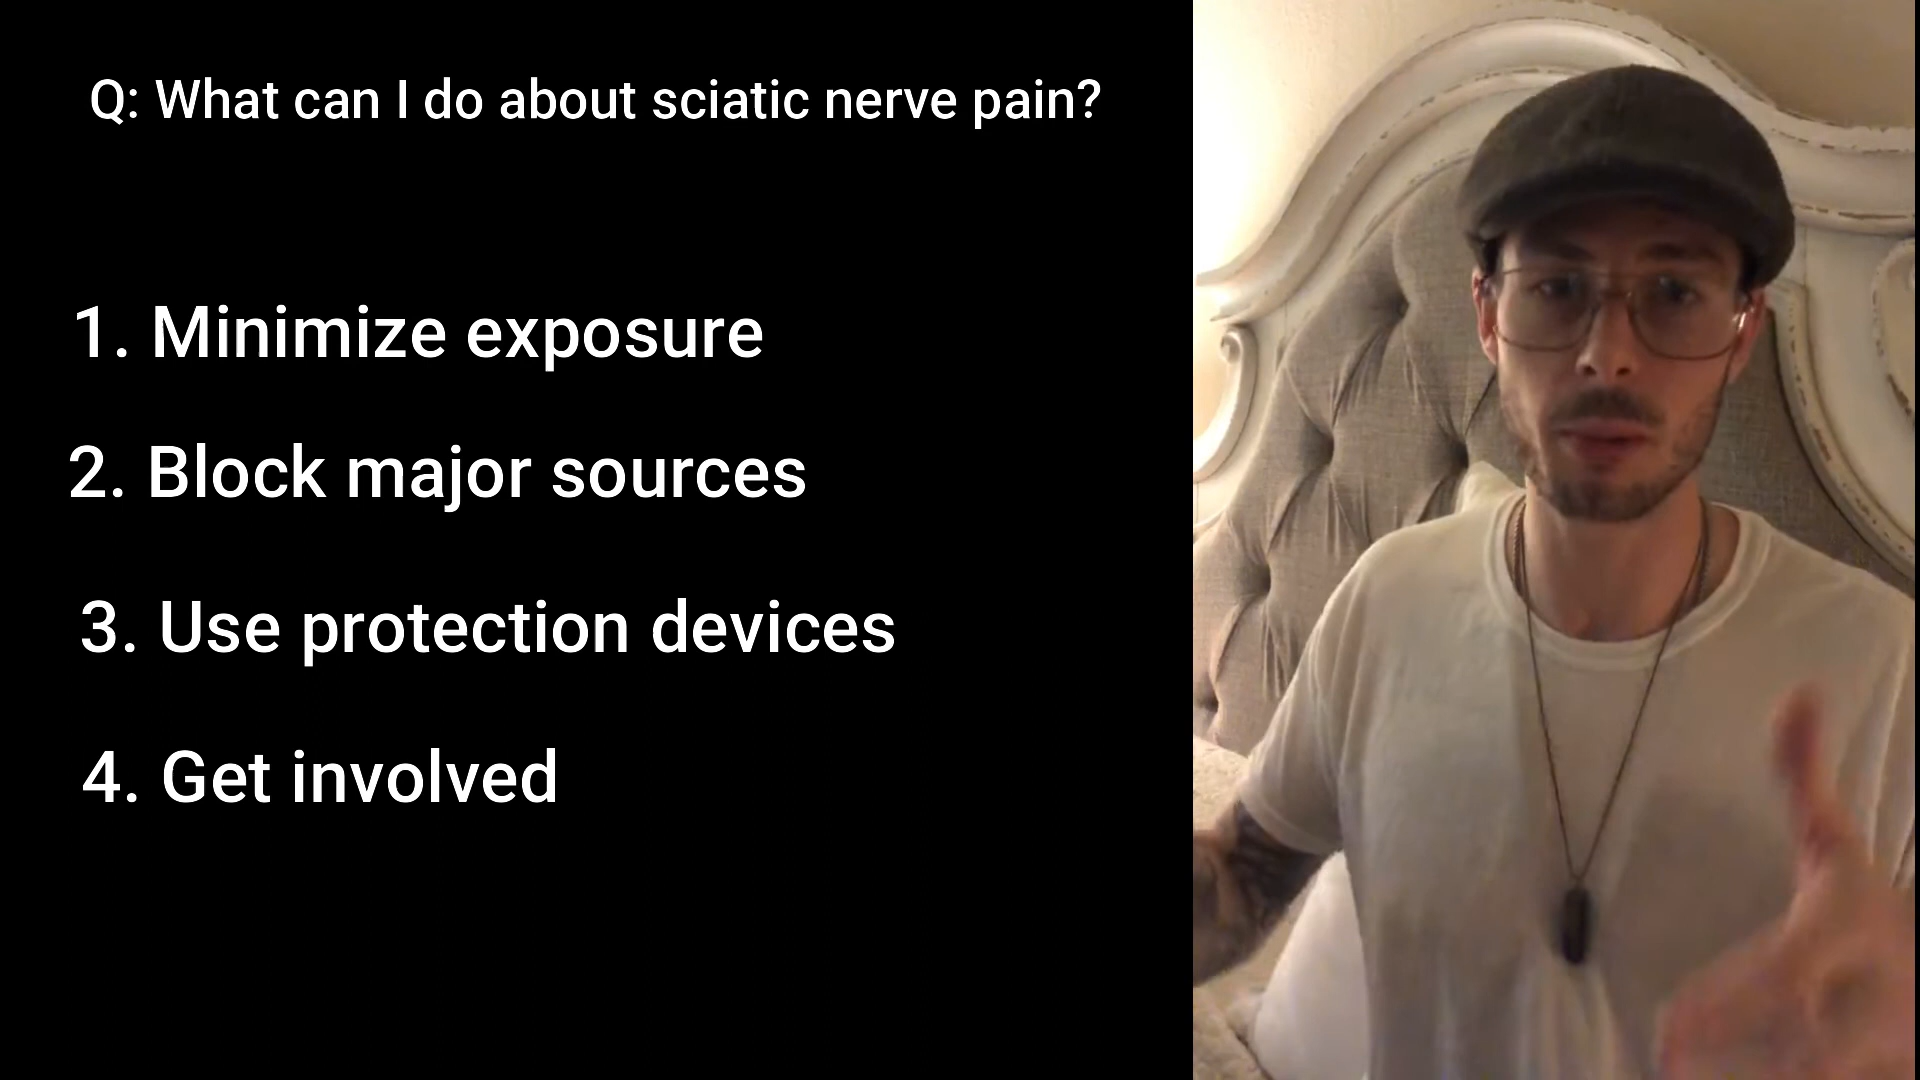 Q: What can I do about sciatic nerve pain?
1. Minimize exposure
2. Block major sources
3. Use protection devices
4. Get involved